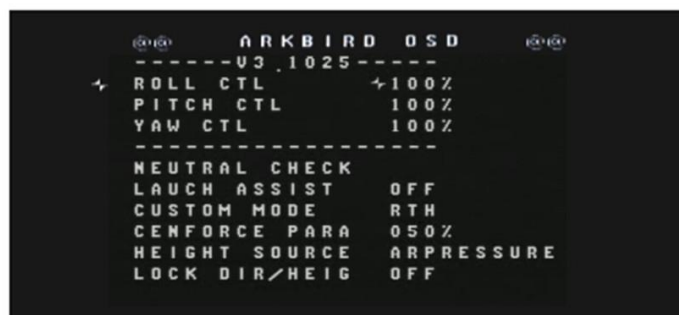 ARKBIRD OSD
------V3.1025-----
ROLL CTL 100%
PITCH CTL 100%
YAW CTL 100%
-------------------
NEUTRAL CHECK
LAUCH ASSIST OFF
CUSTOM MODE RTH
CENFORCE PARA 050%
HEIGHT SOURCE ARPRESSURE
LOCK DIR/HEIG OFF